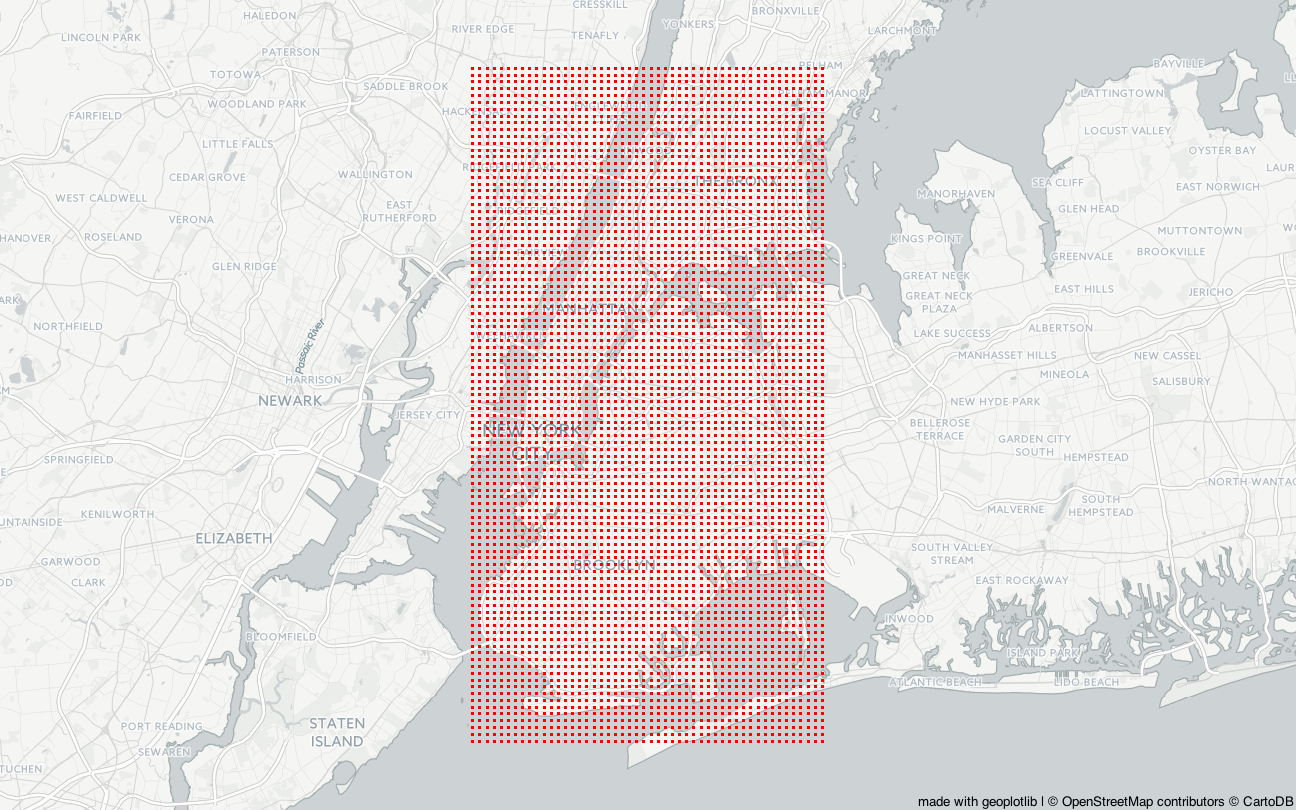 CRESSKILL
BRONXVILLE
HALEDON
YONKERS
LINCOLN PARK
RIVER EDGE
TENAFLY
LARCHMONT
PATERSON
TOTOWA
PELHAM
BAYVILLE
SADDLE BROOK
LATTINGTOWN
WOODLAND PARK
FAIRFIELD
LOCUST VALLEY
LITTLE FALLS
OYSTER BAY
WALLINGTON
CEDAR GROVE
THE BRONX
SEA CLIFF
EAST NORWICH
MANORHAVEN
WEST CALDWELL
EAST
RUTHERFORD
GLEN HEAD
VERONA
MUTTONTOWN
HANOVER
ROSELAND
KINGS POINT
BROOKVILLE
GREENVALE
GLEN RIDGE
GREAT NECK
EAST HILLS
JERICHO
GREAT NECK
PLAZA
MANHATTAN
NORTHFIELD
Passaic River
LAKE SUCCESS
ALBERTSON
MANHASSET HILLS
NEW CASSEL
MINEOLA
HARRISON
SALISBURY
NEWARK
NEW HYDE PARK
JERSEY CITY
NEW YORK
CITY
BELLEROSE
TERRACE
GARDEN CITY
SOUTH
HEMPSTEAD
SPRINGFIELD
NORTH WANTAG
SOUTH
HEMPSTEAD
MALVERNE
KENILWORTH
UNTAINSIDE
ELIZABETH
SOUTH VALLEY
STREAM
GARWOOD
BROOKLYN
CLARK
EAST ROCKAWAY
INWOOD
BLOOMFIELD
ISLAND PARK
ATLANTIC BEACH
LIDO BEACH
STATEN
ISLAND
PORT READING
SEWAREN
TUCHEN
made with geoplotlib | © OpenStreetMap contributors © CartoDB